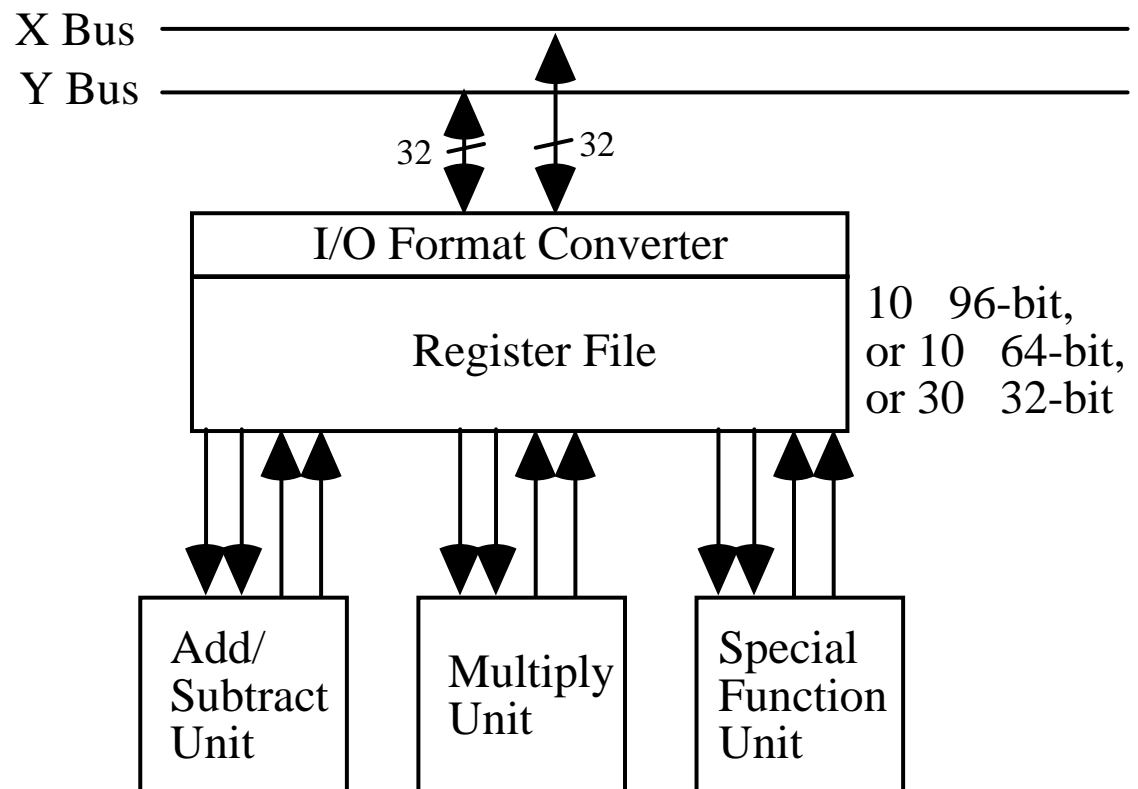 X Bus
Y Bus
32
32
I/O Format Converter
Register File
10 96-bit,
or 10 64-bit,
or 30 32-bit
Add/
Subtract
Unit
Multiply
Unit
Special
Function
Unit